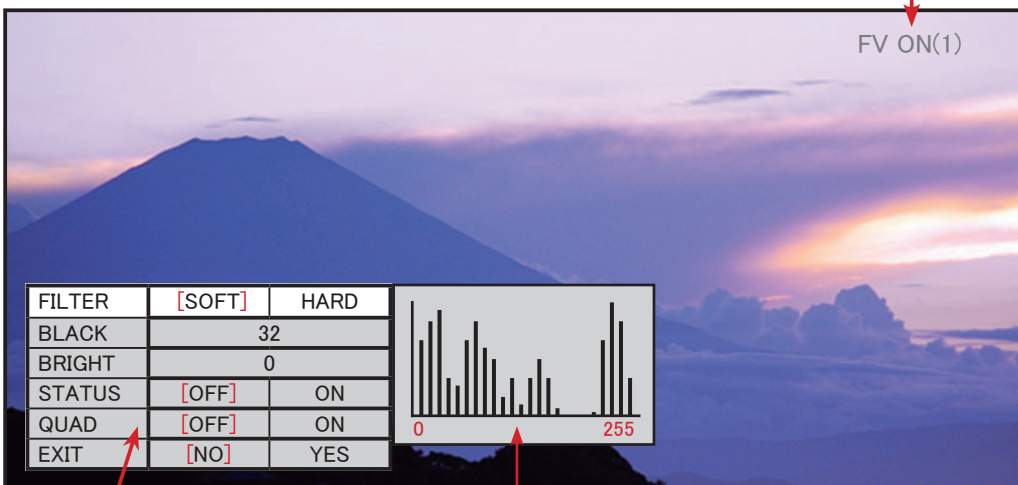 FV ON(1)
FILTER [SOFT] HARD
BLACK 32
BRIGHT 0
STATUS [OFF] ON
QUAD [OFF] ON
EXIT [NO] YES
0 255